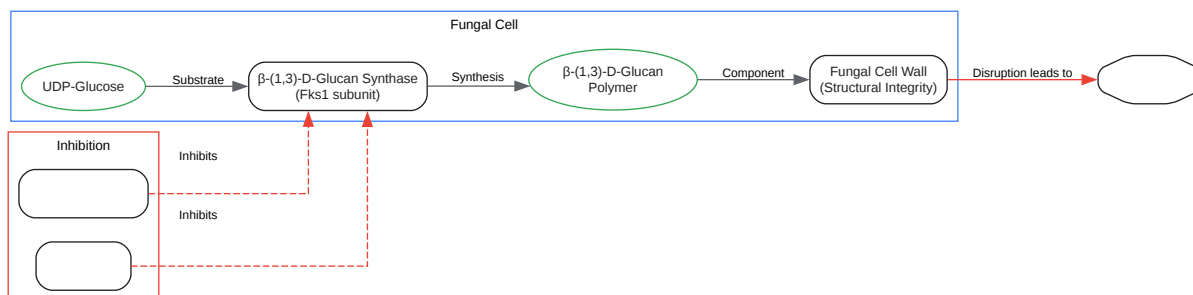 Fungal Cell
UDP-Glucose
Substrate
β-(1,3)-D-Glucan Synthase
(Fks1 subunit)
Synthesis
β-(1,3)-D-Glucan
Polymer
Component
Fungal Cell Wall
(Structural Integrity)
Disruption leads to
Inhibition
Inhibits
Inhibits